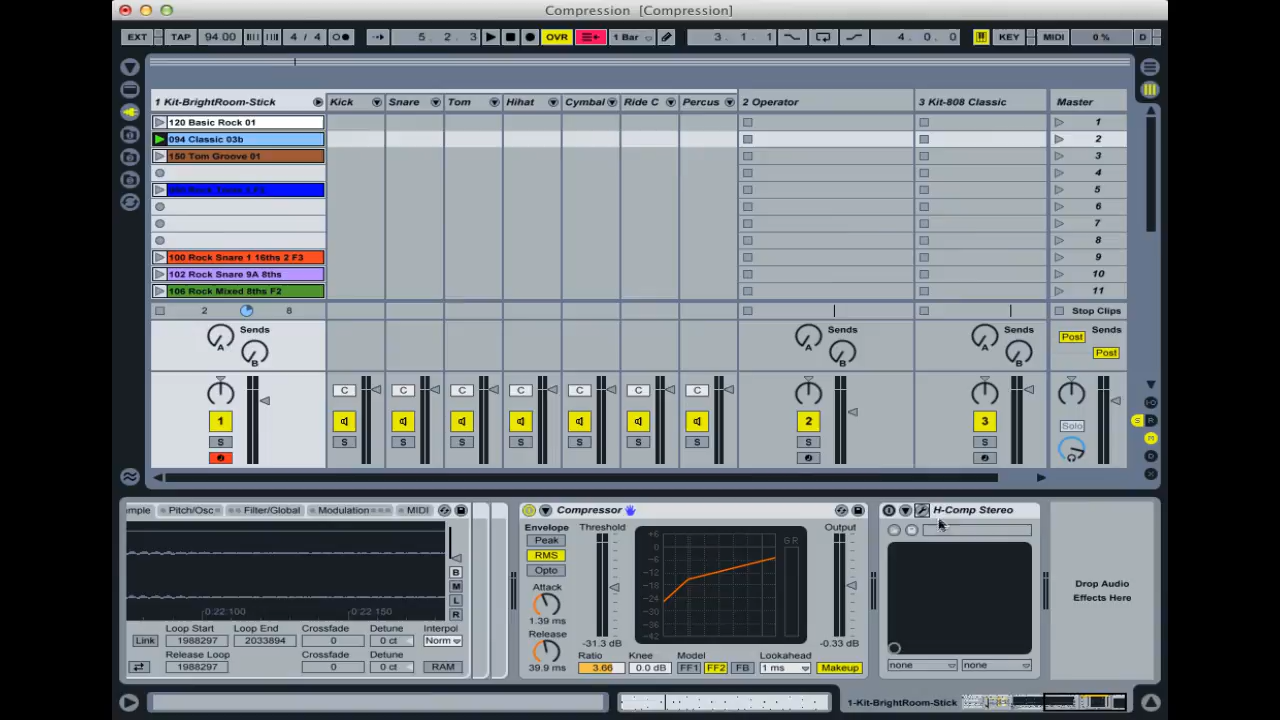 Compression [Compression]
EXT TAP 94.00 4 / 4 5. 2. 3 OVR 1 Bar 3. 1. 1 4. 0. 0 KEY MIDI 0 % D
1 Kit-BrightRoom-Stick Kick Snare Tom Hihat Cymbal Ride C Percus 2 Operator 3 Kit-808 Classic Master
120 Basic Rock 01 1
094 Classic 03b 2
150 Tom Groove 01 3
4
5
6
7
8
100 Rock Snare 1 16ths 2 F3 9
102 Rock Snare 9A 8ths 10
106 Rock Mixed 8ths F2 11
2 8 Stop Clips
Sends Sends Sends Sends
A B A B A B Post Post
C C C C C C C
1 2 3 Solo
S S S S S S S S S S
S R
M
mple Pitch/Osc Filter/Global Modulation MIDI
0:22:100 0:22:150
B
M
L
R
Loop Start Loop End Crossfade Detune Interpol
Link 1988297 2033894 0 0 ct Norm
Release Loop Crossfade Detune
1988297 0 0 ct RAM
Compressor
Envelope Threshold Output
Peak
RMS
Opto
Attack
1.39 ms
Release
39.9 ms
+6
0
-6
-12
-18
-24
-30
-36
-42
G R
-31.3 dB -0.33 dB
Ratio Knee Model Lookahead
3.66 0.0 dB FF1 FF2 FB 1 ms Makeup
H-Comp Stereo
none none
Drop Audio
Effects Here
1-Kit-BrightRoom-Stick